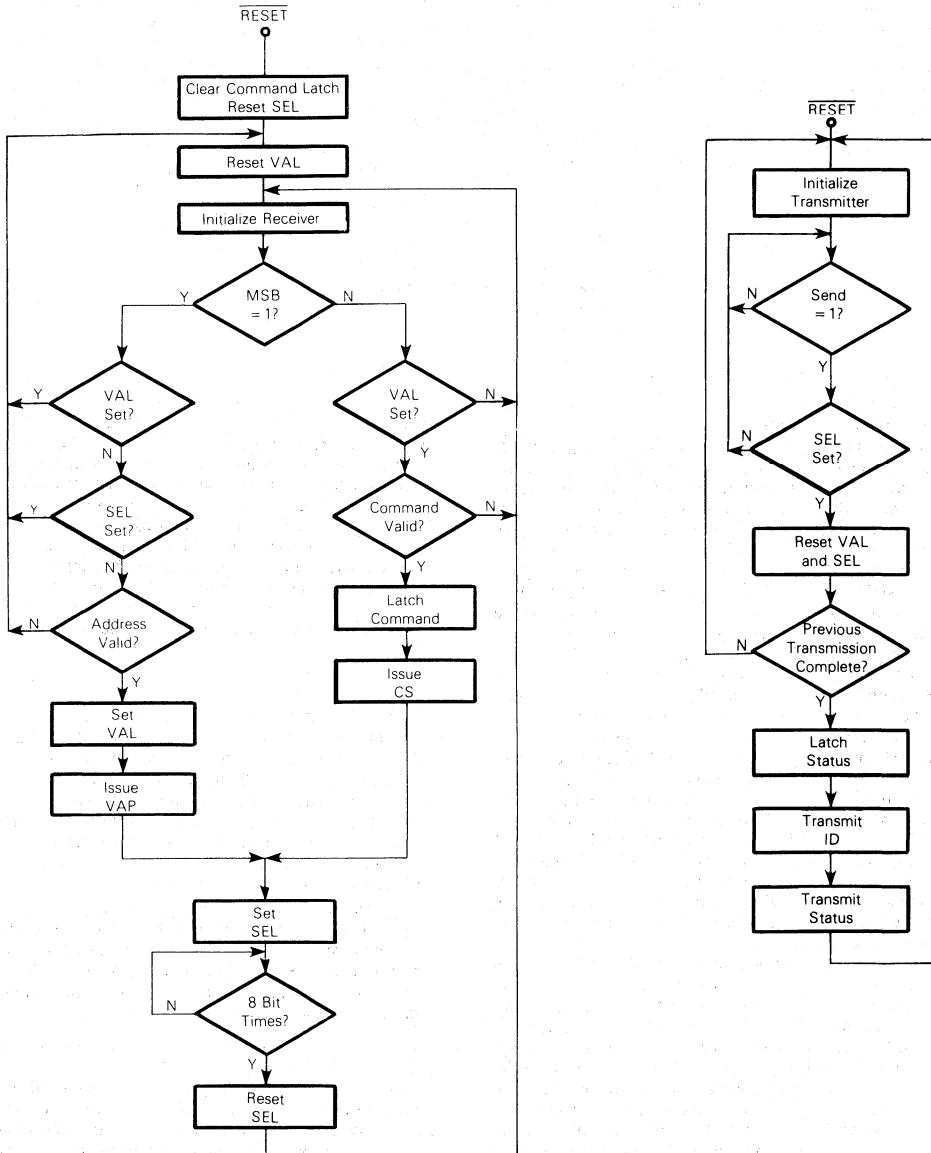 RESET
Clear Command Latch
Reset SEL
Reset VAL
Initialize Receiver
MSB
= 1?
Y
N
VAL
Set?
Y
N
SEL
Set?
Y
N
Address
Valid?
N
Y
Set
VAL
Issue
VAP
VAL
Set?
N
Y
Command
Valid?
N
Y
Latch
Command
Issue
CS
Set
SEL
8 Bit
Times?
N
Y
Reset
SEL
RESET
Initialize
Transmitter
Send
= 1?
N
Y
SEL
Set?
N
Y
Reset VAL
and SEL
Previous
Transmission
Complete?
N
Y
Latch
Status
Transmit
ID
Transmit
Status